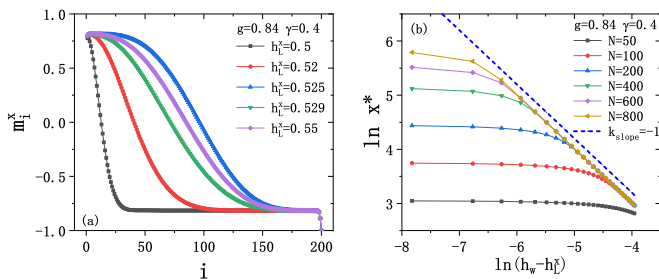 g=0.84 γ=0.4
h_L^x=0.5
h_L^x=0.52
h_L^x=0.525
h_L^x=0.529
h_L^x=0.55
1.0
0.5
0.0
-0.5
-1.0
m_i^x
(a)
0
50
100
150
200
i
(b)
g=0.84 γ=0.4
N=50
N=100
N=200
N=400
N=600
N=800
k_slope=-1
6
5
4
3
ln x*
-8
-7
-6
-5
-4
ln(h_w-h_L^x)